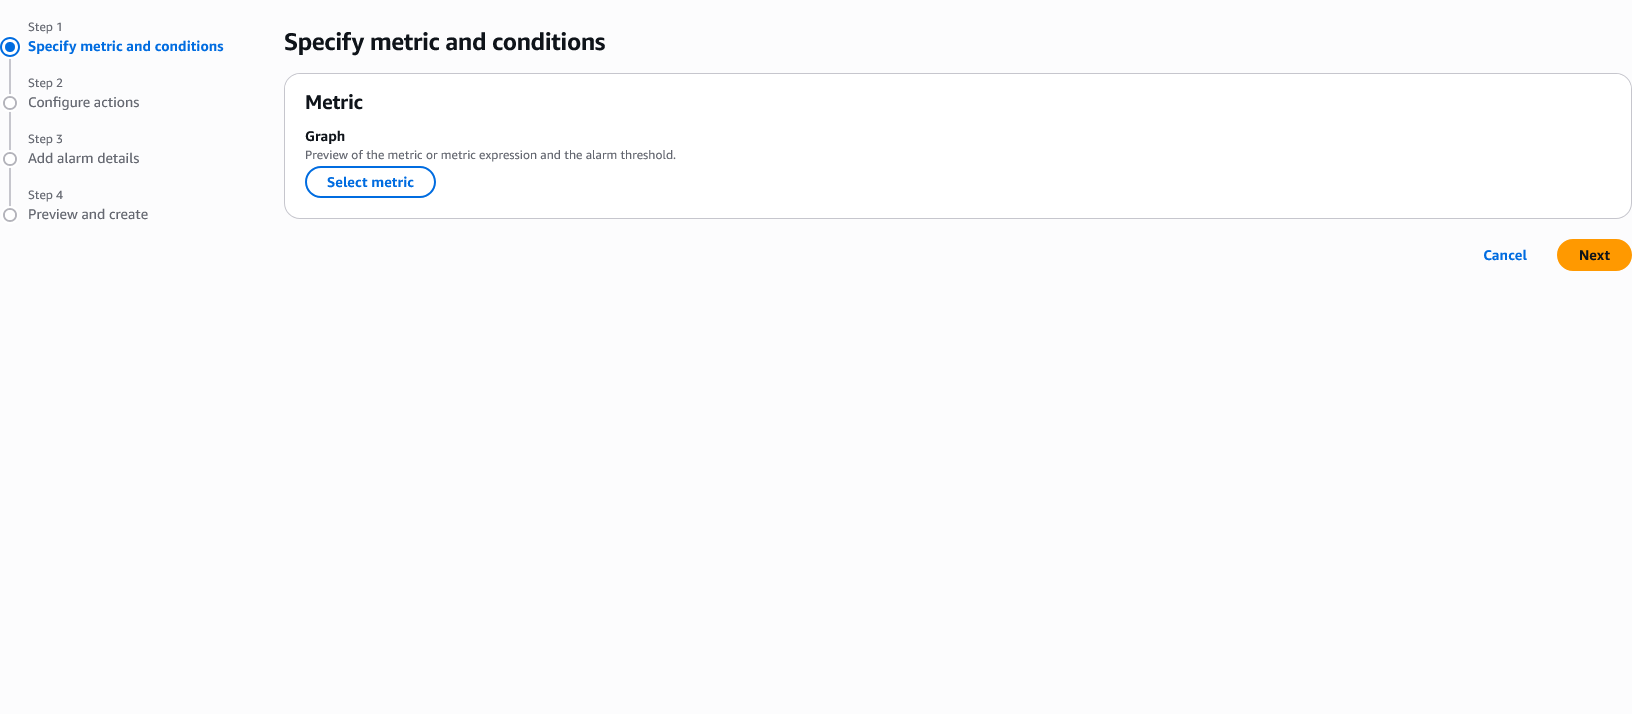 Step 1
Specify metric and conditions
Step 2
Configure actions
Step 3
Add alarm details
Step 4
Preview and create
Specify metric and conditions
Metric
Graph
Preview of the metric or metric expression and the alarm threshold.
Select metric
Cancel
Next